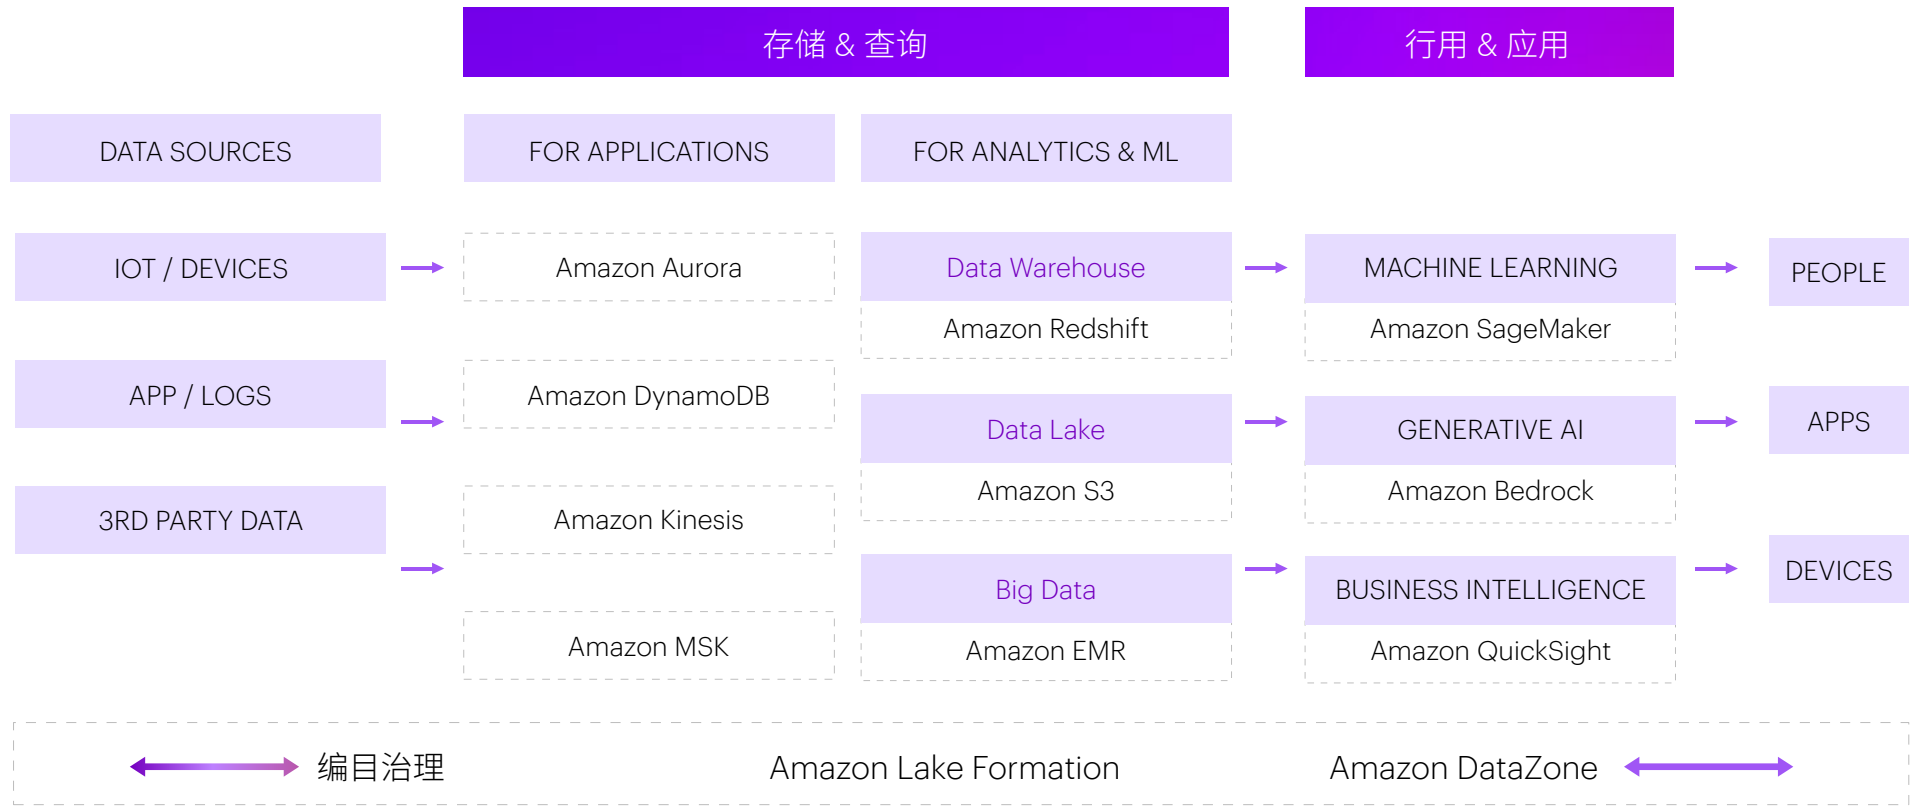 存储 & 查询
行用 & 应用
DATA SOURCES
FOR APPLICATIONS
FOR ANALYTICS & ML
IOT / DEVICES
Amazon Aurora
Data Warehouse
MACHINE LEARNING
PEOPLE
Amazon Redshift
Amazon SageMaker
APP / LOGS
Amazon DynamoDB
Data Lake
GENERATIVE AI
APPS
Amazon S3
Amazon Bedrock
3RD PARTY DATA
Amazon Kinesis
Big Data
BUSINESS INTELLIGENCE
DEVICES
Amazon MSK
Amazon EMR
Amazon QuickSight
编目治理
Amazon Lake Formation
Amazon DataZone